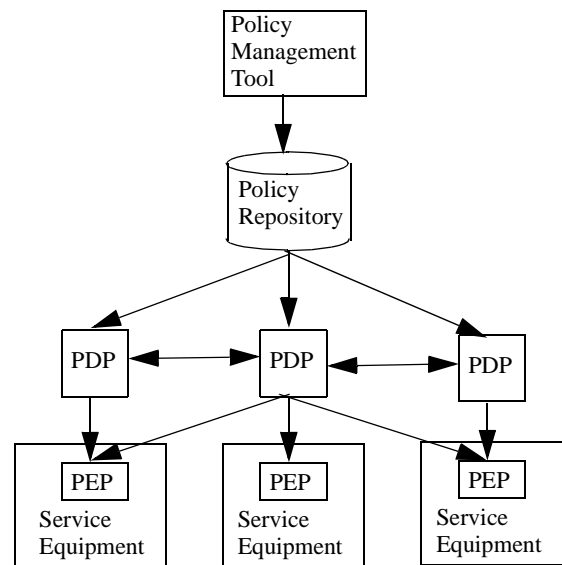 Policy
Management
Tool
Policy
Repository
PDP
PDP
PDP
PEP
Service
Equipment
PEP
Service
Equipment
PEP
Service
Equipment